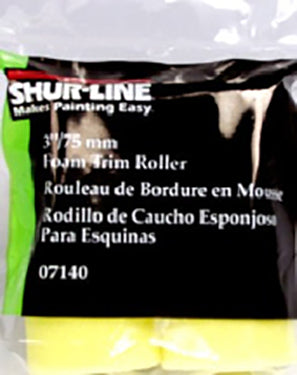 SHUR-LINE
Makes Painting Easy.
3"/75 mm
Foam Trim Roller
Rouleau de Bordure en Mousse
Rodillo de Caucho Esponjoso
Para Esquinas
07140